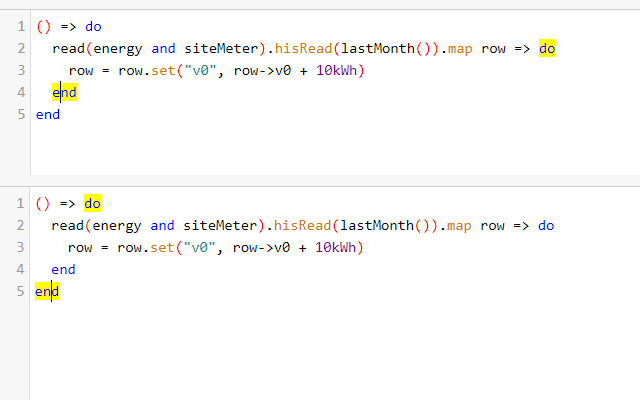 1 () => do
2   read(energy and siteMeter).hisRead(lastMonth()).map row => do
3     row = row.set("v0", row->v0 + 10kWh)
4   end
5 end
1 () => do
2   read(energy and siteMeter).hisRead(lastMonth()).map row => do
3     row = row.set("v0", row->v0 + 10kWh)
4   end
5 end